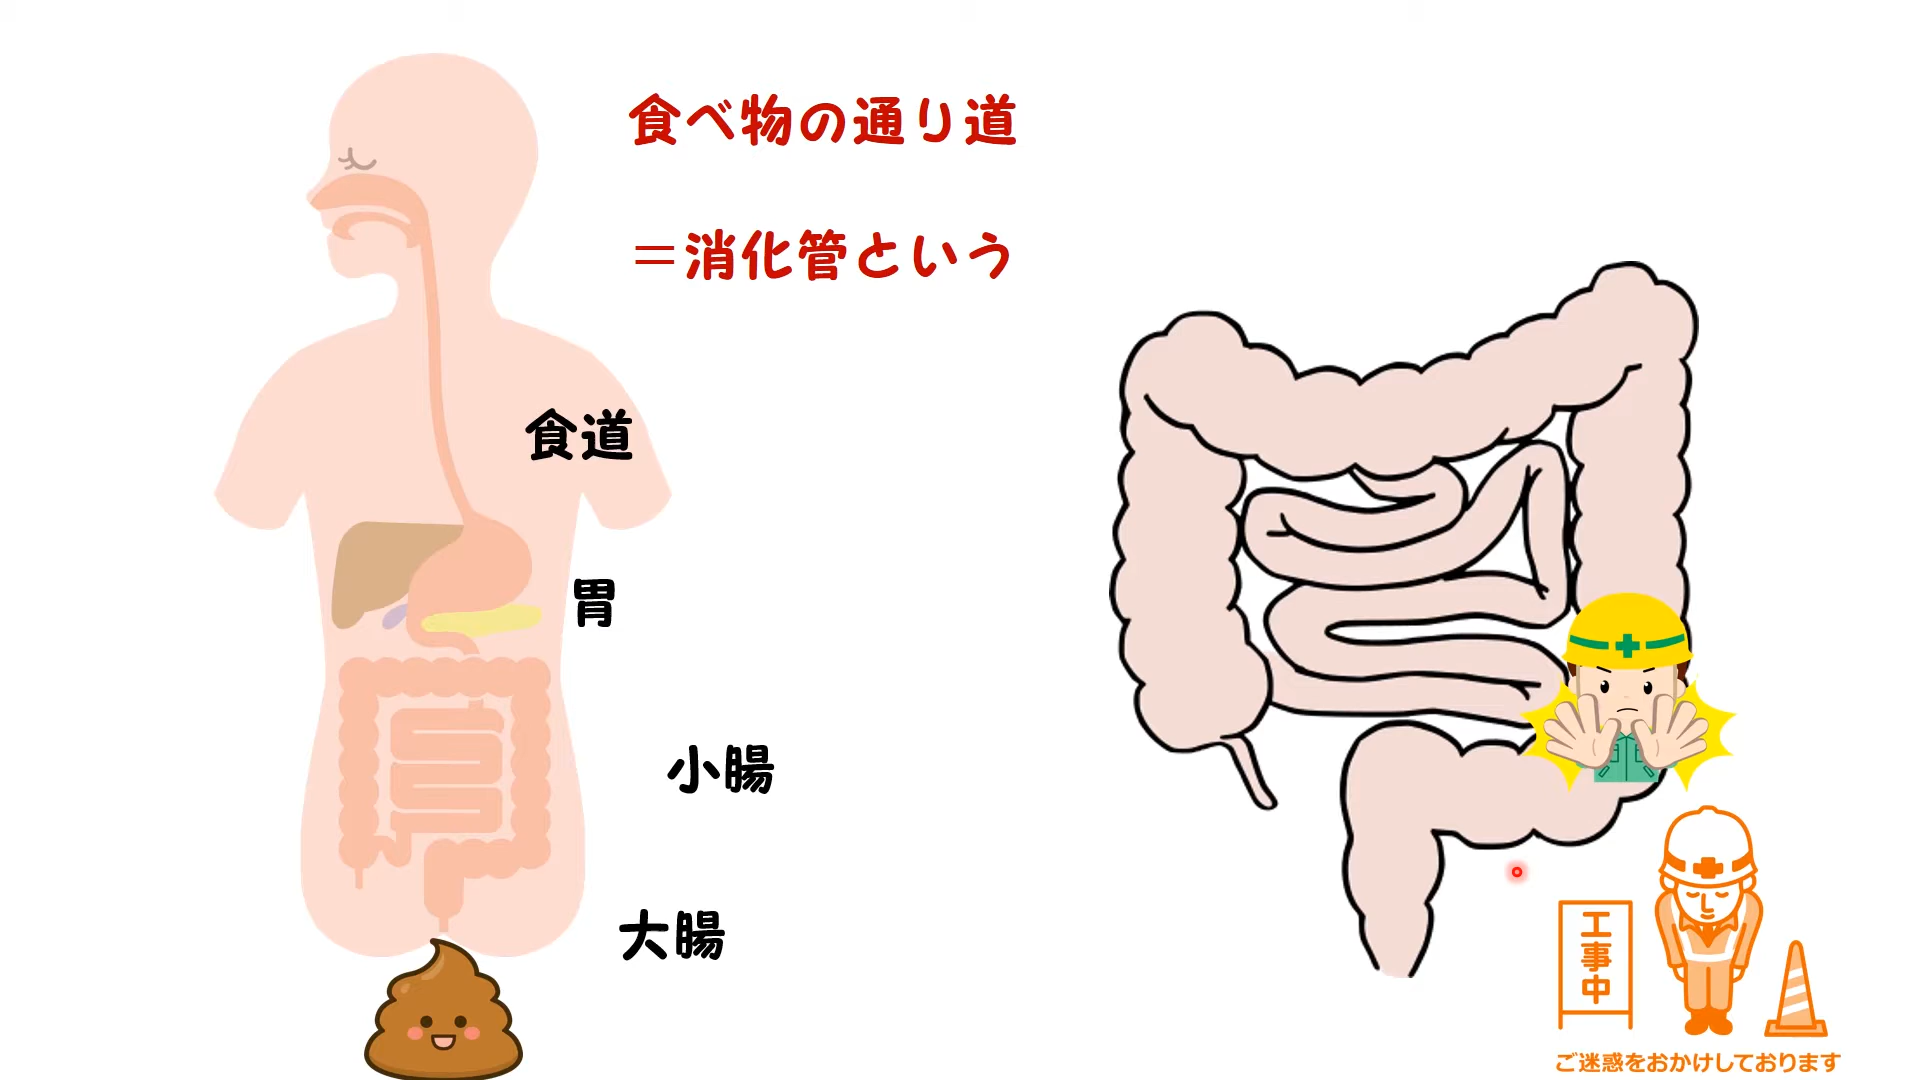 食べ物の通り道
＝消化管という
食道
胃
小腸
大腸
工事中
ご迷惑をおかけしております